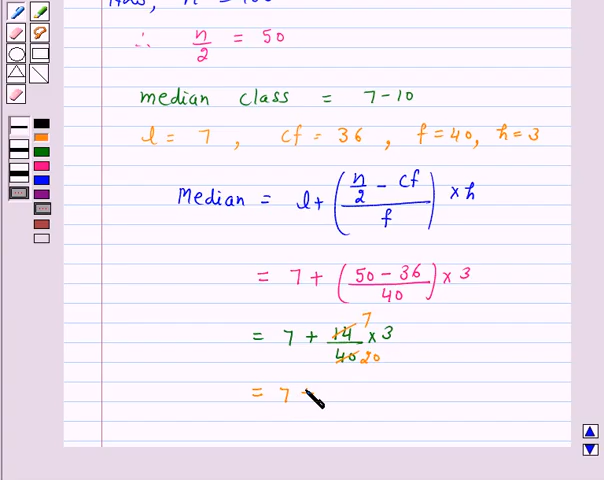 ∴ n/2 = 50
median class = 7-10
l = 7 , cf = 36 , f = 40, h = 3
Median = l + ( (n/2 - cf) / f ) × h
= 7 + ( (50 - 36) / 40 ) × 3
= 7 + 14/40 7/20 × 3
= 7